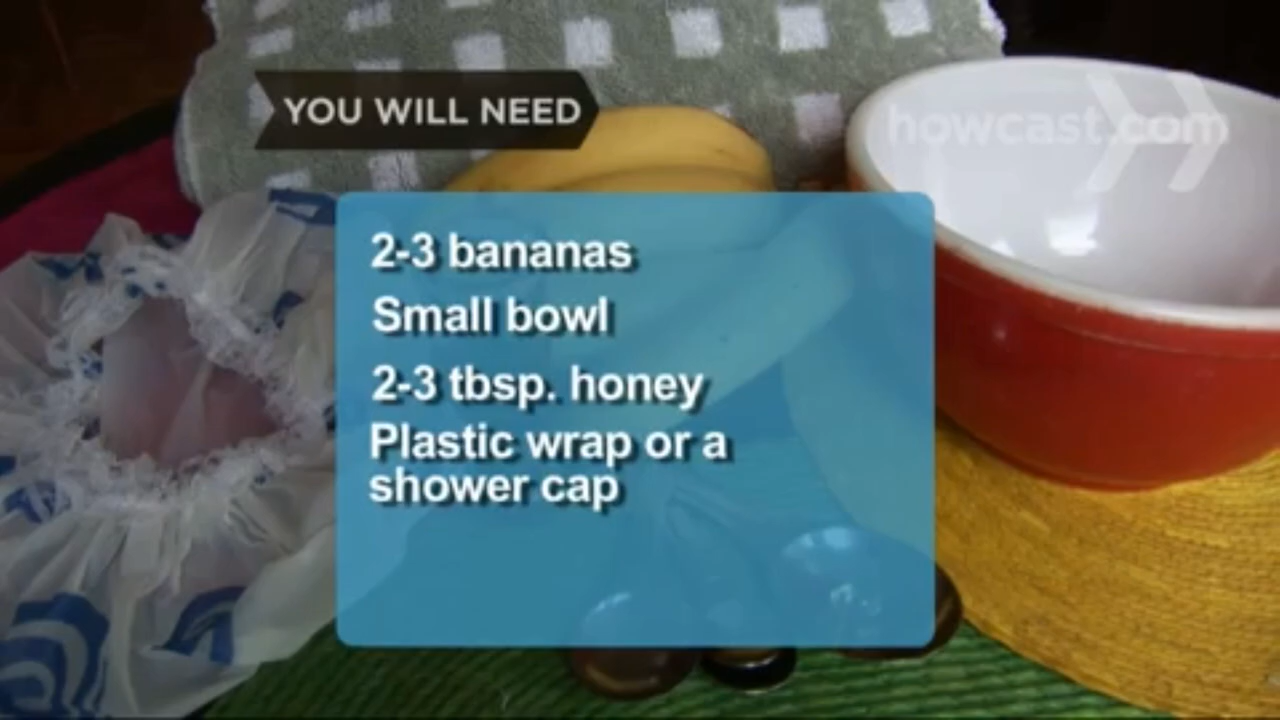 YOU WILL NEED
howcast.com
2-3 bananas
Small bowl
2-3 tbsp. honey
Plastic wrap or a
shower cap